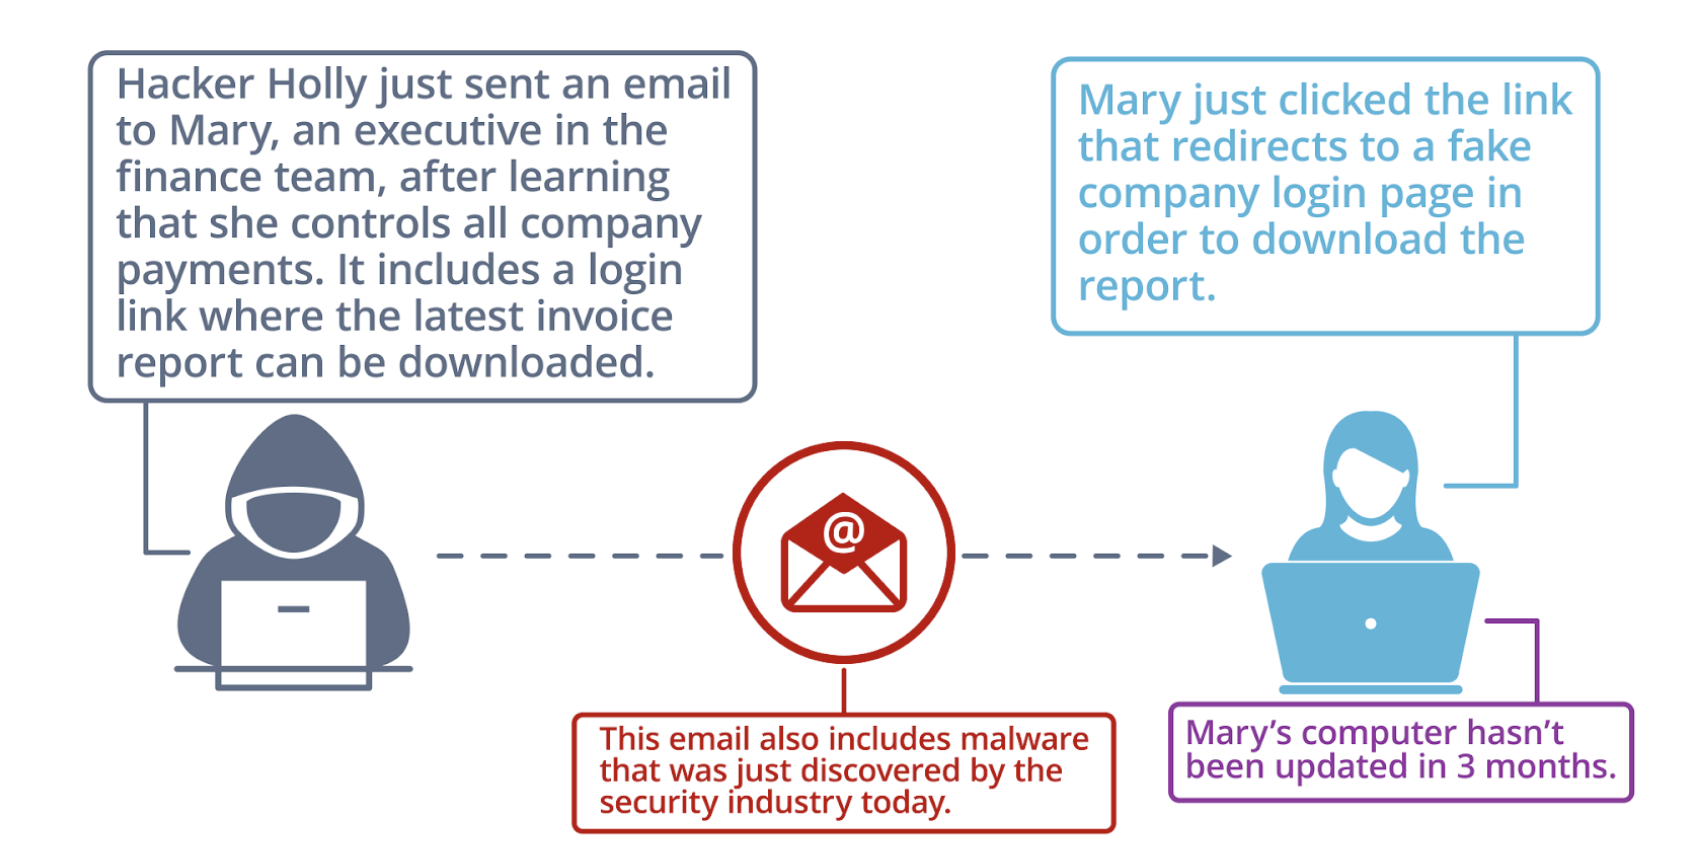 Hacker Holly just sent an email
to Mary, an executive in the
finance team, after learning
that she controls all company
payments. It includes a login
link where the latest invoice
report can be downloaded.
Mary just clicked the link
that redirects to a fake
company login page in
order to download the
report.
@
This email also includes malware
that was just discovered by the
security industry today.
Mary’s computer hasn’t
been updated in 3 months.